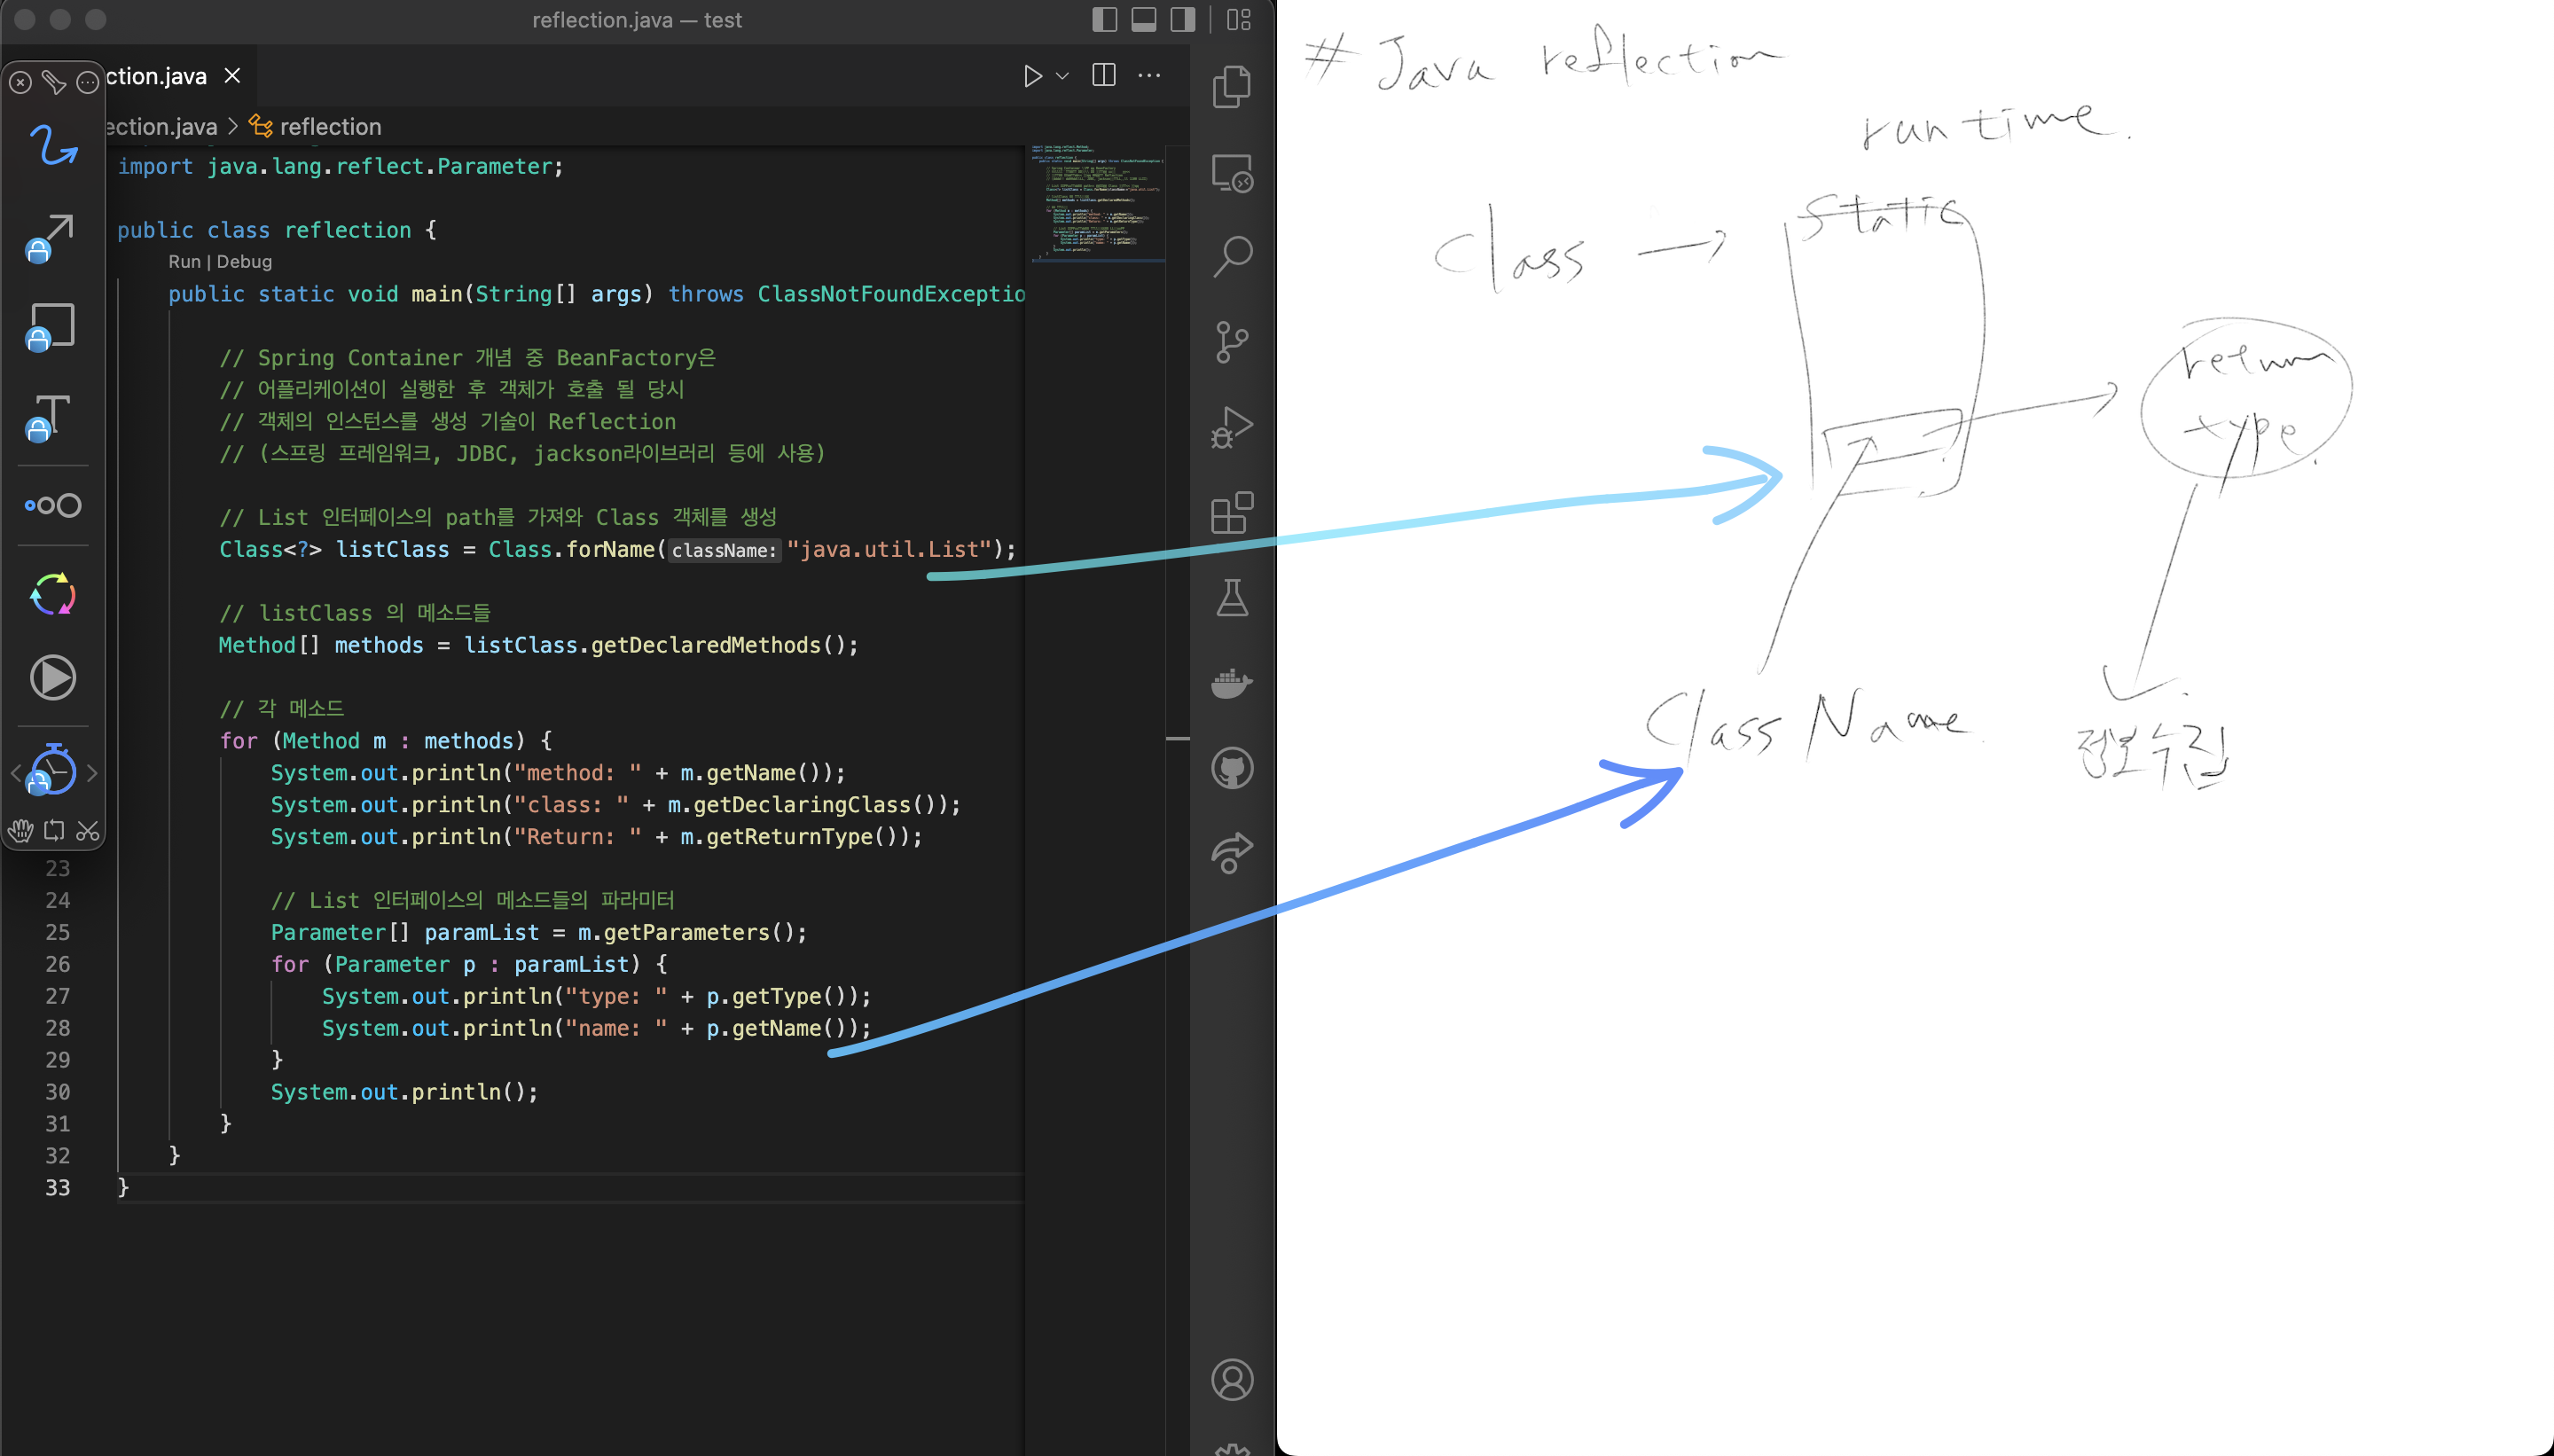 reflection.java — test
ction.java
ection.java > reflection
import java.lang.reflect.Parameter;
public class reflection {
Run | Debug
public static void main(String[] args) throws ClassNotFoundExceptio
// Spring Container 개념 중 BeanFactory은
// 어플리케이션이 실행한 후 객체가 호출 될 당시
// 객체의 인스턴스를 생성 기술이 Reflection
// (스프링 프레임워크, JDBC, jackson라이브러리 등에 사용)
// List 인터페이스의 path를 가져와 Class 객체를 생성
Class<?> listClass = Class.forName(className:"java.util.List");
// listClass 의 메소드들
Method[] methods = listClass.getDeclaredMethods();
// 각 메소드
for (Method m : methods) {
System.out.println("method: " + m.getName());
System.out.println("class: " + m.getDeclaringClass());
System.out.println("Return: " + m.getReturnType());
23
24 // List 인터페이스의 메소드들의 파라미터
25 Parameter[] paramList = m.getParameters();
26 for (Parameter p : paramList) {
27 System.out.println("type: " + p.getType());
28 System.out.println("name: " + p.getName());
29 }
30 System.out.println();
31 }
32 }
33 }
# Java reflection
run time.
Class → static
return
type.
Class Name.
정보수집